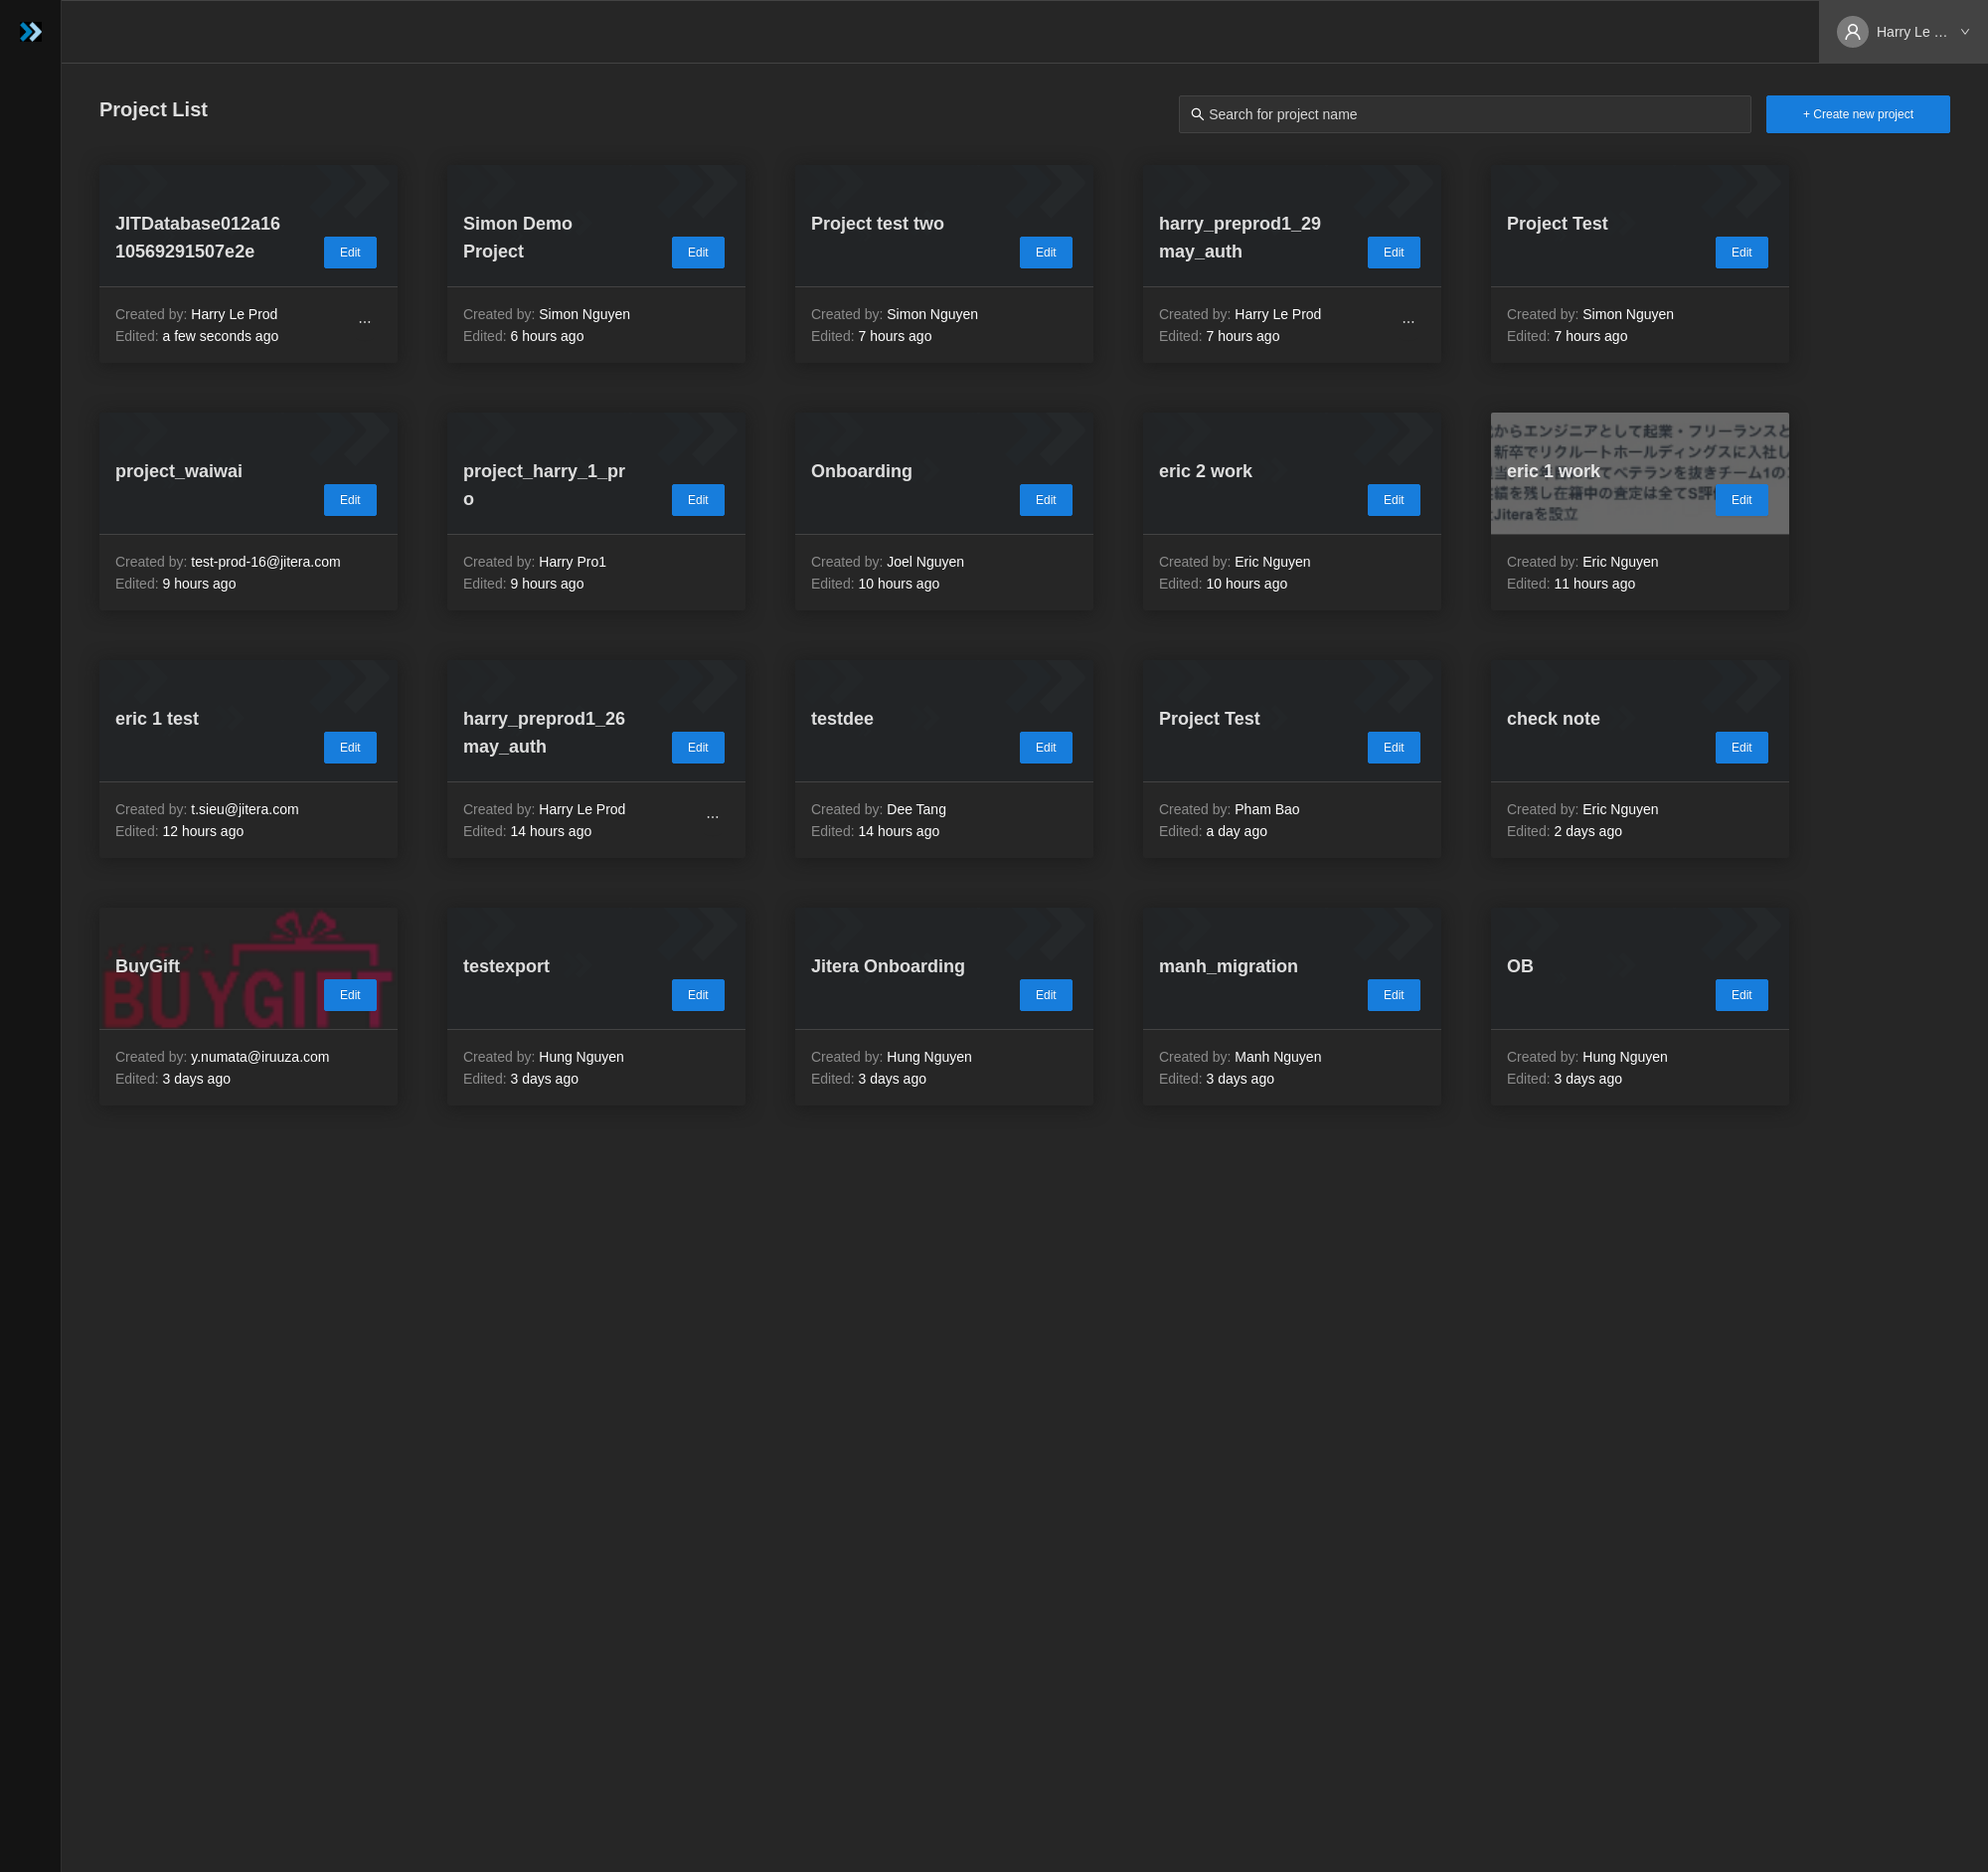 Harry Le ...
Project List
Search for project name
+ Create new project
JITDatabase012a16
10569291507e2e
Edit
Created by: Harry Le Prod
Edited: a few seconds ago
...
Simon Demo
Project
Edit
Created by: Simon Nguyen
Edited: 6 hours ago
Project test two
Edit
Created by: Simon Nguyen
Edited: 7 hours ago
harry_preprod1_29
may_auth
Edit
Created by: Harry Le Prod
Edited: 7 hours ago
...
Project Test
Edit
Created by: Simon Nguyen
Edited: 7 hours ago
project_waiwai
Edit
Created by: test-prod-16@jitera.com
Edited: 9 hours ago
project_harry_1_pr
o
Edit
Created by: Harry Pro1
Edited: 9 hours ago
Onboarding
Edit
Created by: Joel Nguyen
Edited: 10 hours ago
eric 2 work
Edit
Created by: Eric Nguyen
Edited: 10 hours ago
からエンジニアとして起業・フリーランスと
新卒でリクルートホールディングスに入社し
てベテランを抜きチーム1の
績を残し在籍中の査定は全てS評
Jiteraを設立
eric 1 work
Edit
Created by: Eric Nguyen
Edited: 11 hours ago
eric 1 test
Edit
Created by: t.sieu@jitera.com
Edited: 12 hours ago
harry_preprod1_26
may_auth
Edit
Created by: Harry Le Prod
Edited: 14 hours ago
...
testdee
Edit
Created by: Dee Tang
Edited: 14 hours ago
Project Test
Edit
Created by: Pham Bao
Edited: a day ago
check note
Edit
Created by: Eric Nguyen
Edited: 2 days ago
BuyGift
BUYGIFT
Edit
Created by: y.numata@iruuza.com
Edited: 3 days ago
testexport
Edit
Created by: Hung Nguyen
Edited: 3 days ago
Jitera Onboarding
Edit
Created by: Hung Nguyen
Edited: 3 days ago
manh_migration
Edit
Created by: Manh Nguyen
Edited: 3 days ago
OB
Edit
Created by: Hung Nguyen
Edited: 3 days ago